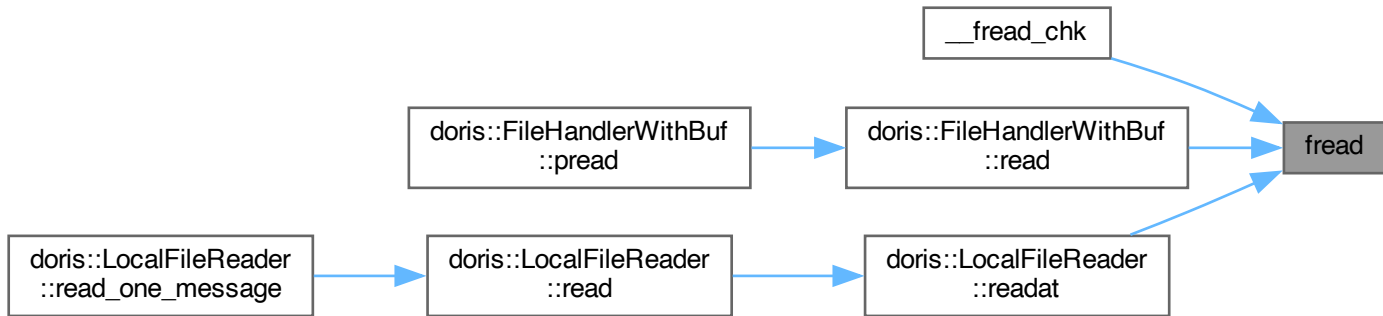 __fread_chk
doris::FileHandlerWithBuf
::pread
doris::FileHandlerWithBuf
::read
fread
doris::LocalFileReader
::read_one_message
doris::LocalFileReader
::read
doris::LocalFileReader
::readat